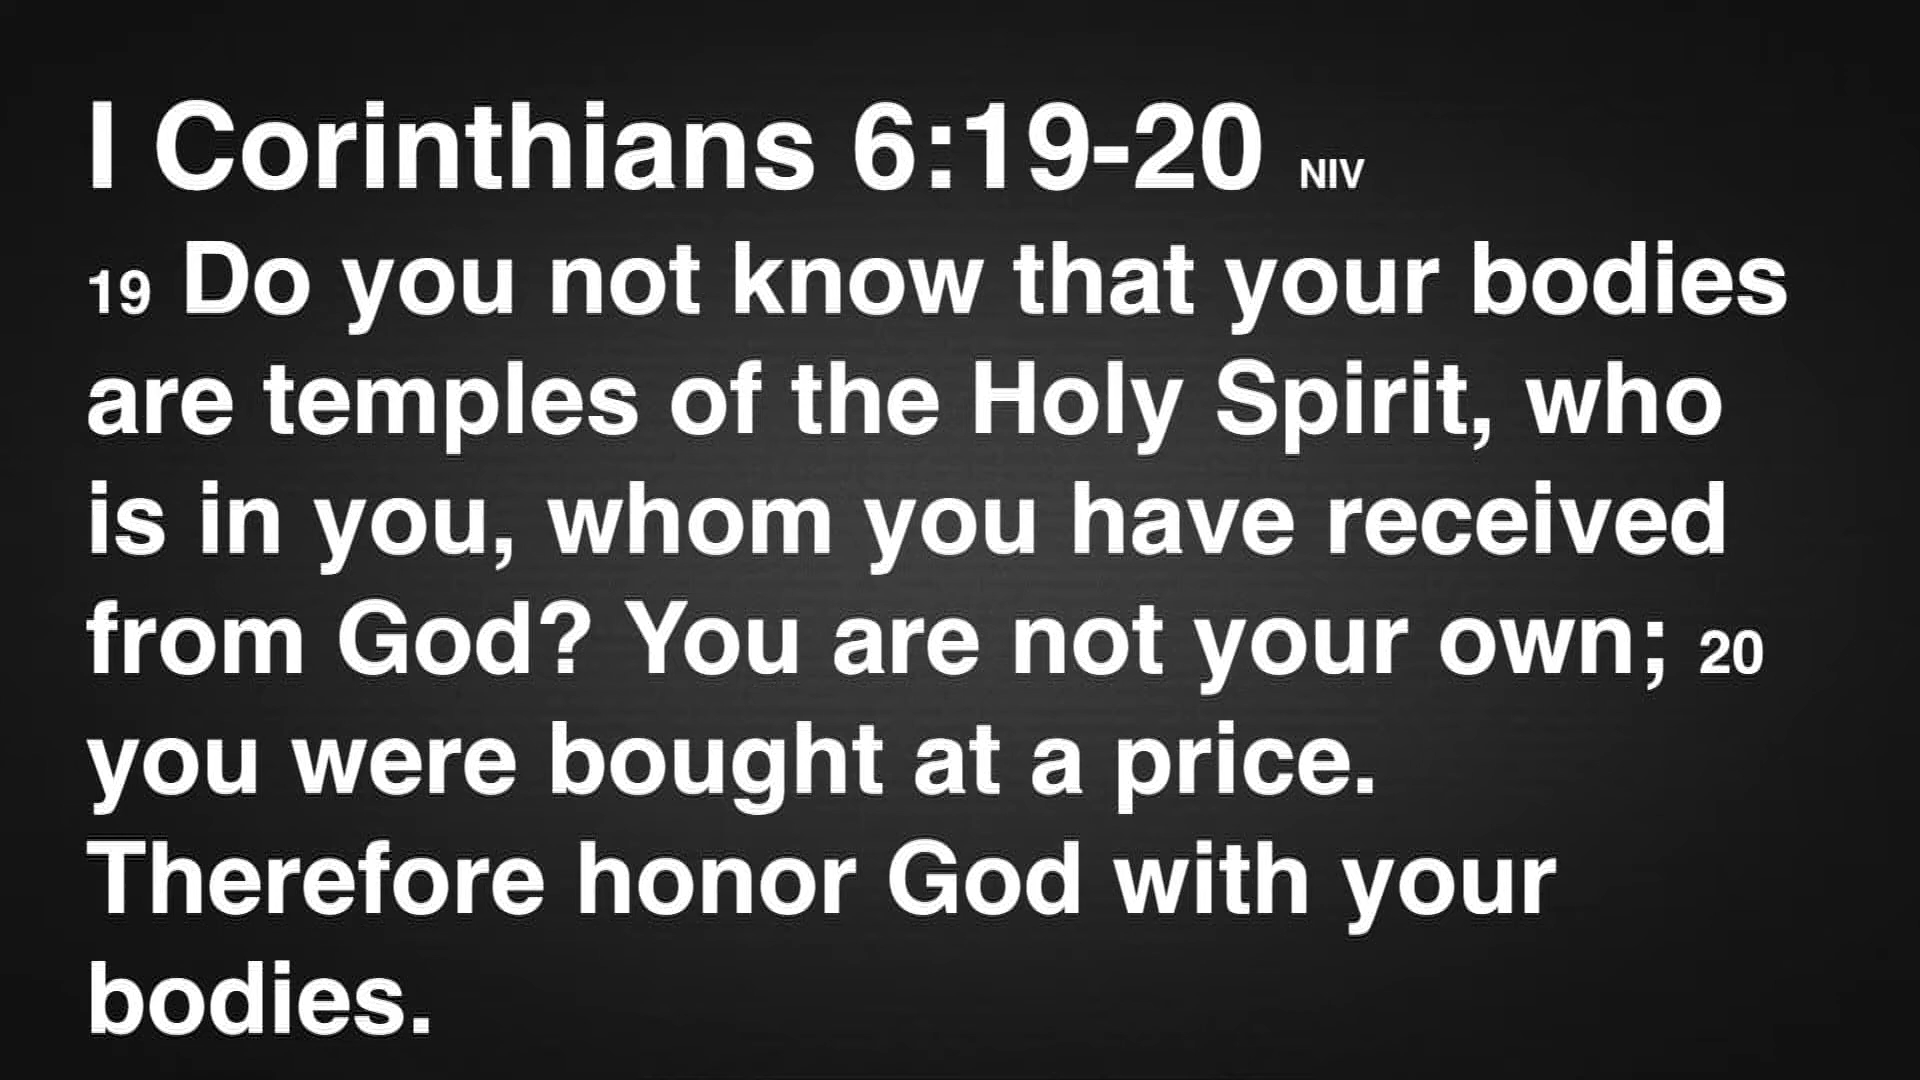 I Corinthians 6:19-20 NIV
19 Do you not know that your bodies
are temples of the Holy Spirit, who
is in you, whom you have received
from God? You are not your own; 20
you were bought at a price.
Therefore honor God with your
bodies.